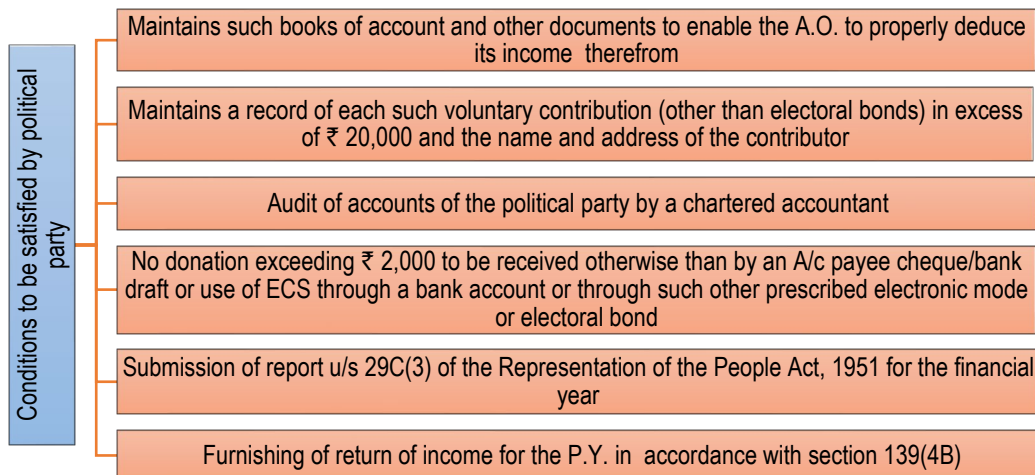 Conditions to be satisfied by political
party
Maintains such books of account and other documents to enable the A.O. to properly deduce
its income therefrom
Maintains a record of each such voluntary contribution (other than electoral bonds) in excess
of ₹ 20,000 and the name and address of the contributor
Audit of accounts of the political party by a chartered accountant
No donation exceeding ₹ 2,000 to be received otherwise than by an A/c payee cheque/bank
draft or use of ECS through a bank account or through such other prescribed electronic mode
or electoral bond
Submission of report u/s 29C(3) of the Representation of the People Act, 1951 for the financial
year
Furnishing of return of income for the P.Y. in accordance with section 139(4B)